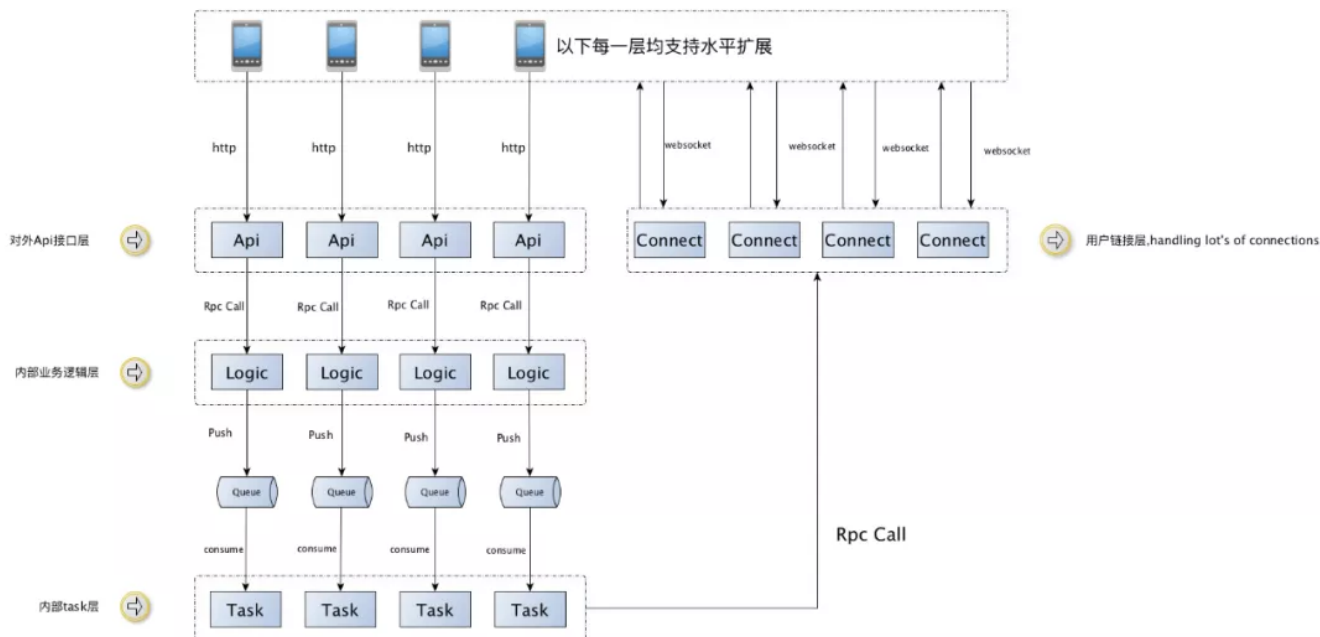 以下每一层均支持水平扩展
http http http http websocket websocket websocket websocket
对外Api接口层 Api Api Api Api Connect Connect Connect Connect 用户链接层,handling lot's of connections
Rpc Call Rpc Call Rpc Call Rpc Call
内部业务逻辑层 Logic Logic Logic Logic
Push Push Push Push
Queue Queue Queue Queue
Rpc Call
consume consume consume consume
内部task层 Task Task Task Task